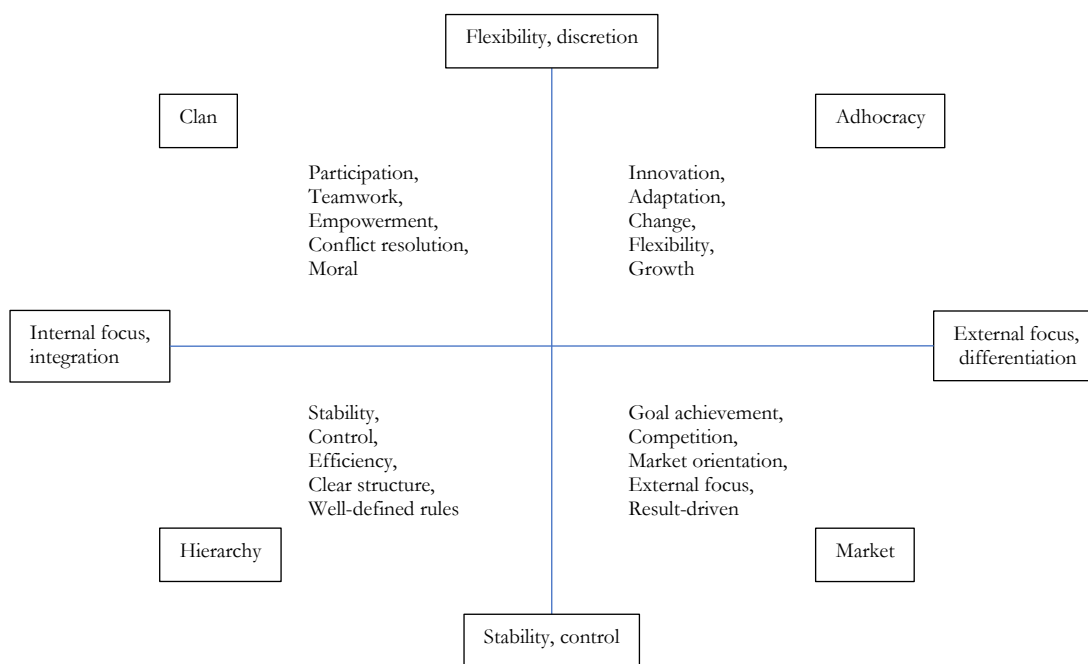 Flexibility, discretion
Clan
Adhocracy
Participation,
Teamwork,
Empowerment,
Conflict resolution,
Moral
Innovation,
Adaptation,
Change,
Flexibility,
Growth
Internal focus,
integration
External focus,
differentiation
Stability,
Control,
Efficiency,
Clear structure,
Well-defined rules
Goal achievement,
Competition,
Market orientation,
External focus,
Result-driven
Hierarchy
Market
Stability, control